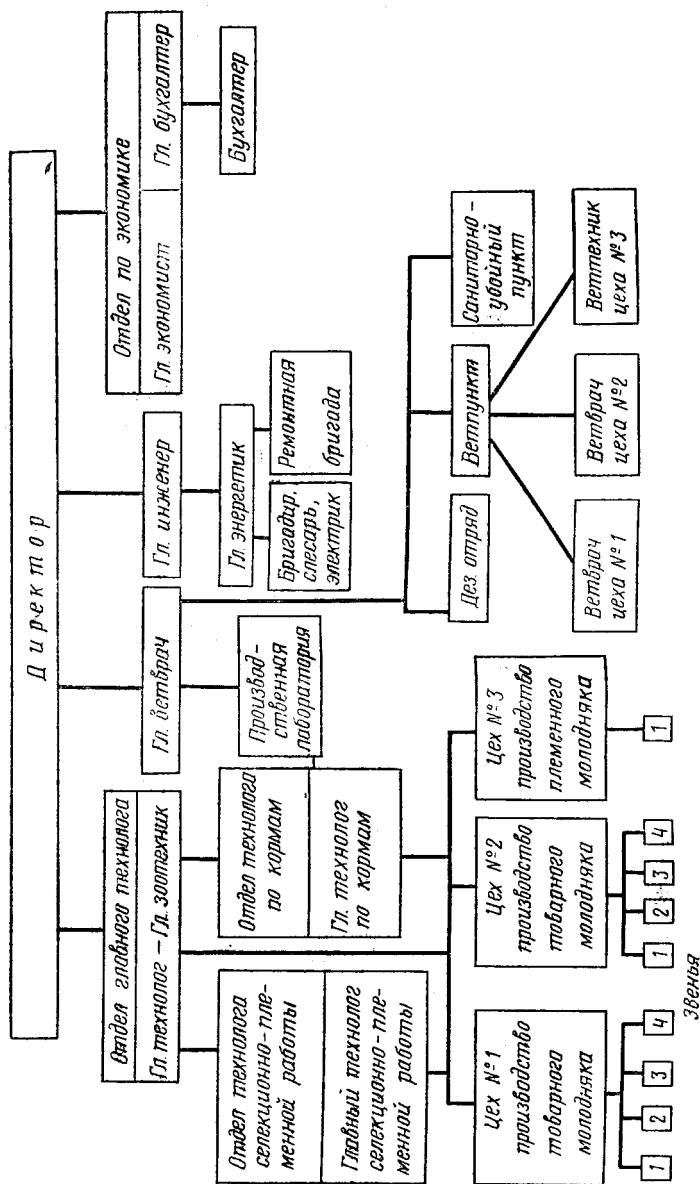 Директор
Отдел главного технолога
Гл. технолог – Гл. зоотехник
Гл. ветврач
Гл. инженер
Отдел по экономике
Гл. экономист
Гл. бухгалтер
Бухгалтер
Отдел технолога
селекционно-пле-
менной работы
Главный технолог
селекционно-пле-
менной работы
Отдел технолога
по кормам
Гл. технолог
по кормам
Производ-
ственная
лаборатория
Гл. энергетик
Бригадир,
слесарь,
электрик
Ремонтная
бригада
Дез. отряд
Ветпункт
Санитарно-
убойный
пункт
Ветврач
цеха №1
Ветврач
цеха №2
Веттехник
цеха №3
Цех №1
производство
товарного
молодняка
Цех №2
производство
товарного
молодняка
Цех №3
производство
племенного
молодняка
1
2
3
4
1
2
3
4
1
Звенья